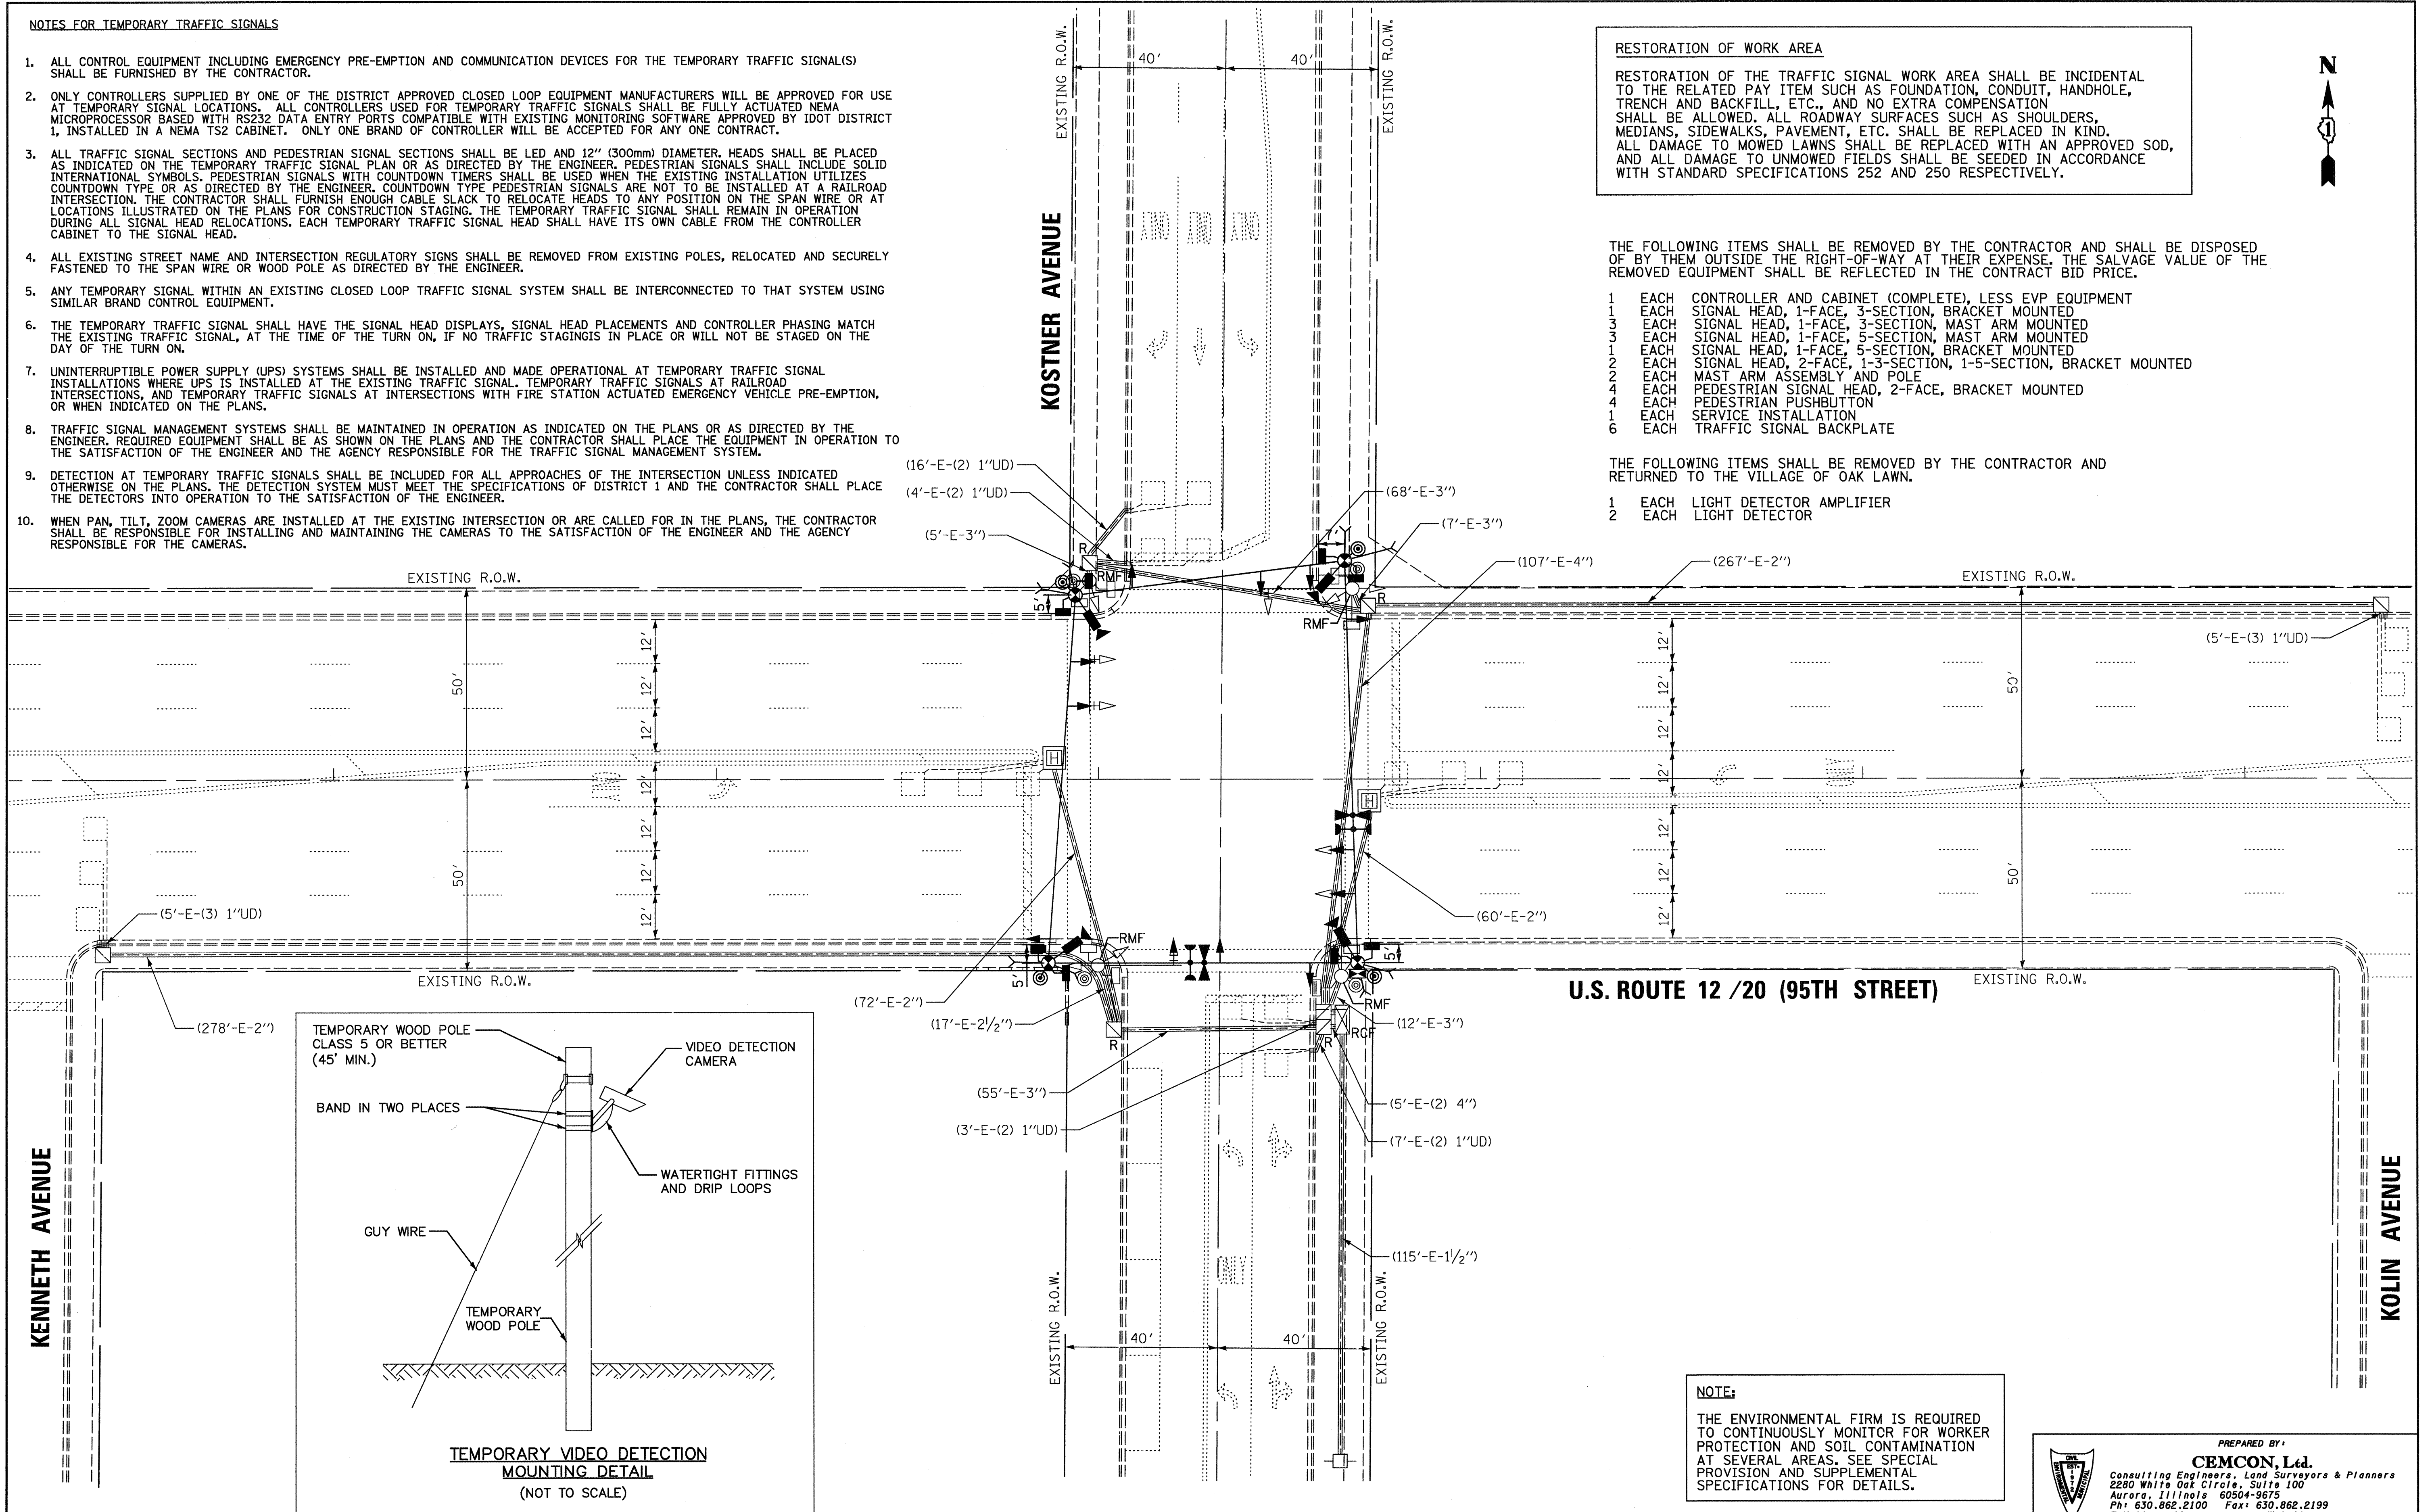 NOTES FOR TEMPORARY TRAFFIC SIGNALS
1. ALL CONTROL EQUIPMENT INCLUDING EMERGENCY PRE-EMPTION AND COMMUNICATION DEVICES FOR THE TEMPORARY TRAFFIC SIGNAL(S)
SHALL BE FURNISHED BY THE CONTRACTOR.
2. ONLY CONTROLLERS SUPPLIED BY ONE OF THE DISTRICT APPROVED CLOSED LOOP EQUIPMENT MANUFACTURERS WILL BE APPROVED FOR USE
AT TEMPORARY SIGNAL LOCATIONS. ALL CONTROLLERS USED FOR TEMPORARY TRAFFIC SIGNALS SHALL BE FULLY ACTUATED NEMA
MICROPROCESSOR BASED WITH RS232 DATA ENTRY PORTS COMPATIBLE WITH EXISTING MONITORING SOFTWARE APPROVED BY IDOT DISTRICT
1, INSTALLED IN A NEMA TS2 CABINET. ONLY ONE BRAND OF CONTROLLER WILL BE ACCEPTED FOR ANY ONE CONTRACT.
3. ALL TRAFFIC SIGNAL SECTIONS AND PEDESTRIAN SIGNAL SECTIONS SHALL BE LED AND 12" (300mm) DIAMETER. HEADS SHALL BE PLACED
AS INDICATED ON THE TEMPORARY TRAFFIC SIGNAL PLAN OR AS DIRECTED BY THE ENGINEER. PEDESTRIAN SIGNALS SHALL INCLUDE SOLID
INTERNATIONAL SYMBOLS. PEDESTRIAN SIGNALS WITH COUNTDOWN TIMERS SHALL BE USED WHEN THE EXISTING INSTALLATION UTILIZES
COUNTDOWN TYPE OR AS DIRECTED BY THE ENGINEER. COUNTDOWN TYPE PEDESTRIAN SIGNALS ARE NOT TO BE INSTALLED AT A RAILROAD
INTERSECTION. THE CONTRACTOR SHALL FURNISH ENOUGH CABLE SLACK TO RELOCATE HEADS TO ANY POSITION ON THE SPAN WIRE OR AT
LOCATIONS ILLUSTRATED ON THE PLANS FOR CONSTRUCTION STAGING. THE TEMPORARY TRAFFIC SIGNAL SHALL REMAIN IN OPERATION
DURING ALL SIGNAL HEAD RELOCATIONS. EACH TEMPORARY TRAFFIC SIGNAL HEAD SHALL HAVE ITS OWN CABLE FROM THE CONTROLLER
CABINET TO THE SIGNAL HEAD.
4. ALL EXISTING STREET NAME AND INTERSECTION REGULATORY SIGNS SHALL BE REMOVED FROM EXISTING POLES, RELOCATED AND SECURELY
FASTENED TO THE SPAN WIRE OR WOOD POLE AS DIRECTED BY THE ENGINEER.
5. ANY TEMPORARY SIGNAL WITHIN AN EXISTING CLOSED LOOP TRAFFIC SIGNAL SYSTEM SHALL BE INTERCONNECTED TO THAT SYSTEM USING
SIMILAR BRAND CONTROL EQUIPMENT.
6. THE TEMPORARY TRAFFIC SIGNAL SHALL HAVE THE SIGNAL HEAD DISPLAYS, SIGNAL HEAD PLACEMENTS AND CONTROLLER PHASING MATCH
THE EXISTING TRAFFIC SIGNAL, AT THE TIME OF THE TURN ON, IF NO TRAFFIC STAGINGIS IN PLACE OR WILL NOT BE STAGED ON THE
DAY OF THE TURN ON.
7. UNINTERRUPTIBLE POWER SUPPLY (UPS) SYSTEMS SHALL BE INSTALLED AND MADE OPERATIONAL AT TEMPORARY TRAFFIC SIGNAL
INSTALLATIONS WHERE UPS IS INSTALLED AT THE EXISTING TRAFFIC SIGNAL. TEMPORARY TRAFFIC SIGNALS AT RAILROAD
INTERSECTIONS, AND TEMPORARY TRAFFIC SIGNALS AT INTERSECTIONS WITH FIRE STATION ACTUATED EMERGENCY VEHICLE PRE-EMPTION,
OR WHEN INDICATED ON THE PLANS.
8. TRAFFIC SIGNAL MANAGEMENT SYSTEMS SHALL BE MAINTAINED IN OPERATION AS INDICATED ON THE PLANS OR AS DIRECTED BY THE
ENGINEER. REQUIRED EQUIPMENT SHALL BE AS SHOWN ON THE PLANS AND THE CONTRACTOR SHALL PLACE THE EQUIPMENT IN OPERATION TO
THE SATISFACTION OF THE ENGINEER AND THE AGENCY RESPONSIBLE FOR THE TRAFFIC SIGNAL MANAGEMENT SYSTEM.
9. DETECTION AT TEMPORARY TRAFFIC SIGNALS SHALL BE INCLUDED FOR ALL APPROACHES OF THE INTERSECTION UNLESS INDICATED
OTHERWISE ON THE PLANS. THE DETECTION SYSTEM MUST MEET THE SPECIFICATIONS OF DISTRICT 1 AND THE CONTRACTOR SHALL PLACE
THE DETECTORS INTO OPERATION TO THE SATISFACTION OF THE ENGINEER.
10. WHEN PAN, TILT, ZOOM CAMERAS ARE INSTALLED AT THE EXISTING INTERSECTION OR ARE CALLED FOR IN THE PLANS, THE CONTRACTOR
SHALL BE RESPONSIBLE FOR INSTALLING AND MAINTAINING THE CAMERAS TO THE SATISFACTION OF THE ENGINEER AND THE AGENCY
RESPONSIBLE FOR THE CAMERAS.
RESTORATION OF WORK AREA
RESTORATION OF THE TRAFFIC SIGNAL WORK AREA SHALL BE INCIDENTAL
TO THE RELATED PAY ITEM SUCH AS FOUNDATION, CONDUIT, HANDHOLE,
TRENCH AND BACKFILL, ETC., AND NO EXTRA COMPENSATION
SHALL BE ALLOWED. ALL ROADWAY SURFACES SUCH AS SHOULDERS,
MEDIANS, SIDEWALKS, PAVEMENT, ETC. SHALL BE REPLACED IN KIND.
ALL DAMAGE TO MOWED LAWNS SHALL BE REPLACED WITH AN APPROVED SOD,
AND ALL DAMAGE TO UNMOWED FIELDS SHALL BE SEEDED IN ACCORDANCE
WITH STANDARD SPECIFICATIONS 252 AND 250 RESPECTIVELY.
N
1
THE FOLLOWING ITEMS SHALL BE REMOVED BY THE CONTRACTOR AND SHALL BE DISPOSED
OF BY THEM OUTSIDE THE RIGHT-OF-WAY AT THEIR EXPENSE. THE SALVAGE VALUE OF THE
REMOVED EQUIPMENT SHALL BE REFLECTED IN THE CONTRACT BID PRICE.
1 EACH CONTROLLER AND CABINET (COMPLETE), LESS EVP EQUIPMENT
1 EACH SIGNAL HEAD, 1-FACE, 3-SECTION, BRACKET MOUNTED
3 EACH SIGNAL HEAD, 1-FACE, 3-SECTION, MAST ARM MOUNTED
3 EACH SIGNAL HEAD, 1-FACE, 5-SECTION, MAST ARM MOUNTED
1 EACH SIGNAL HEAD, 1-FACE, 5-SECTION, BRACKET MOUNTED
2 EACH SIGNAL HEAD, 2-FACE, 1-3-SECTION, 1-5-SECTION, BRACKET MOUNTED
2 EACH MAST ARM ASSEMBLY AND POLE
4 EACH PEDESTRIAN SIGNAL HEAD, 2-FACE, BRACKET MOUNTED
4 EACH PEDESTRIAN PUSHBUTTON
1 EACH SERVICE INSTALLATION
6 EACH TRAFFIC SIGNAL BACKPLATE
THE FOLLOWING ITEMS SHALL BE REMOVED BY THE CONTRACTOR AND
RETURNED TO THE VILLAGE OF OAK LAWN.
1 EACH LIGHT DETECTOR AMPLIFIER
2 EACH LIGHT DETECTOR
EXISTING R.O.W.
40'
40'
EXISTING R.O.W.
KOSTNER AVENUE
ONLY ONLY ONLY
(16'-E-(2) 1"UD)
(4'-E-(2) 1"UD)
(5'-E-3")
(68'-E-3")
(7'-E-3")
(107'-E-4")
(267'-E-2")
(5'-E-(3) 1"UD)
EXISTING R.O.W.
EXISTING R.O.W.
R
RMF
5'
7'
R
RMF
50'
12'
12'
12'
12'
12'
12'
12'
50'
H
H
12'
12'
12'
12'
12'
12'
12'
50'
50'
(5'-E-(3) 1"UD)
(278'-E-2")
EXISTING R.O.W.
(72'-E-2")
(17'-E-2 1/2")
RMF
5'
R
(60'-E-2")
5'
RMF
RCF
R
(12'-E-3")
(55'-E-3")
(3'-E-(2) 1"UD)
(5'-E-(2) 4")
(7'-E-(2) 1"UD)
(115'-E-1 1/2")
U.S. ROUTE 12 /20 (95TH STREET)
EXISTING R.O.W.
KENNETH AVENUE
KOLIN AVENUE
ONLY
EXISTING R.O.W.
40'
40'
EXISTING R.O.W.
TEMPORARY WOOD POLE
CLASS 5 OR BETTER
(45' MIN.)
VIDEO DETECTION
CAMERA
BAND IN TWO PLACES
WATERTIGHT FITTINGS
AND DRIP LOOPS
GUY WIRE
TEMPORARY
WOOD POLE
TEMPORARY VIDEO DETECTION
MOUNTING DETAIL
(NOT TO SCALE)
NOTE:
THE ENVIRONMENTAL FIRM IS REQUIRED
TO CONTINUOUSLY MONITOR FOR WORKER
PROTECTION AND SOIL CONTAMINATION
AT SEVERAL AREAS. SEE SPECIAL
PROVISION AND SUPPLEMENTAL
SPECIFICATIONS FOR DETAILS.
PREPARED BY:
CEMCON, Ltd.
Consulting Engineers, Land Surveyors & Planners
2280 White Oak Circle, Suite 100
Aurora, Illinois 60504-9675
Ph: 630.862.2100 Fax: 630.862.2199